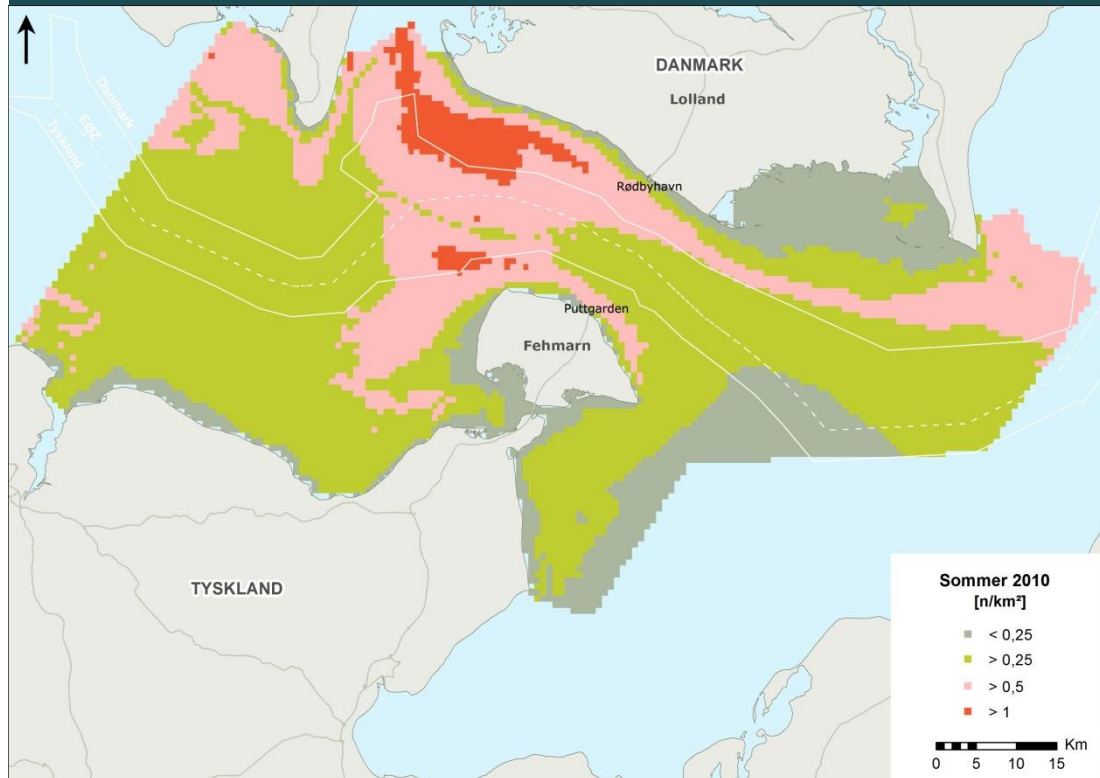 DANMARK
Lolland
Danmark
EØZ
Tyskland
Rødbyhavn
Puttgarden
Fehmarn
TYSKLAND
Sommer 2010
[n/km²]
< 0,25
> 0,25
> 0,5
> 1
Km
0 5 10 15